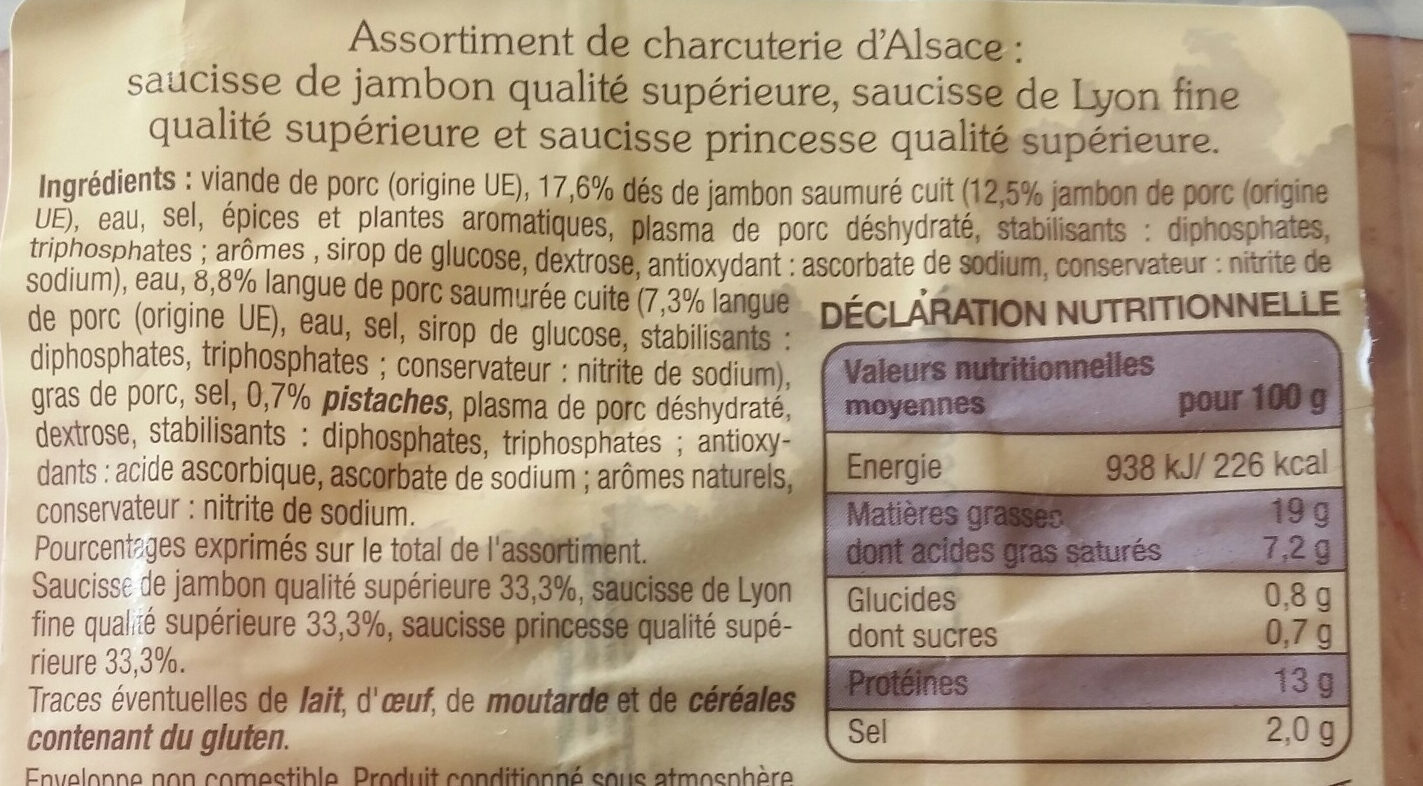 Assortiment de charcuterie d'Alsace :
saucisse de jambon qualité supérieure, saucisse de Lyon fine
qualité supérieure et saucisse princesse qualité supérieure.
Ingrédients : viande de porc (origine UE), 17,6% dés de jambon saumuré cuit (12,5% jambon de porc (origine
UE), eau, sel, épices et plantes aromatiques, plasma de porc déshydraté, stabilisants : diphosphates,
triphosphates ; arômes , sirop de glucose, dextrose, antioxydant : ascorbate de sodium, conservateur : nitrite de
sodium), eau, 8,8% langue de porc saumurée cuite (7,3% langue
de porc (origine UE), eau, sel, sirop de glucose, stabilisants :
diphosphates, triphosphates ; conservateur : nitrite de sodium),
gras de porc, sel, 0,7% pistaches, plasma de porc déshydraté,
dextrose, stabilisants : diphosphates, triphosphates ; antioxy-
dants : acide ascorbique, ascorbate de sodium ; arômes naturels,
conservateur : nitrite de sodium.
Pourcentages exprimés sur le total de l'assortiment.
Saucisse de jambon qualité supérieure 33,3%, saucisse de Lyon
fine qualité supérieure 33,3%, saucisse princesse qualité supé-
rieure 33,3%.
Traces éventuelles de lait, d'œuf, de moutarde et de céréales
contenant du gluten.
Enveloppe non comestible. Produit conditionné sous atmosphère
DÉCLARATION NUTRITIONNELLE
Valeurs nutritionnelles
moyennes pour 100 g
Energie 938 kJ/ 226 kcal
Matières grasses 19 g
dont acides gras saturés 7,2 g
Glucides 0,8 g
dont sucres 0,7 g
Protéines 13 g
Sel 2,0 g